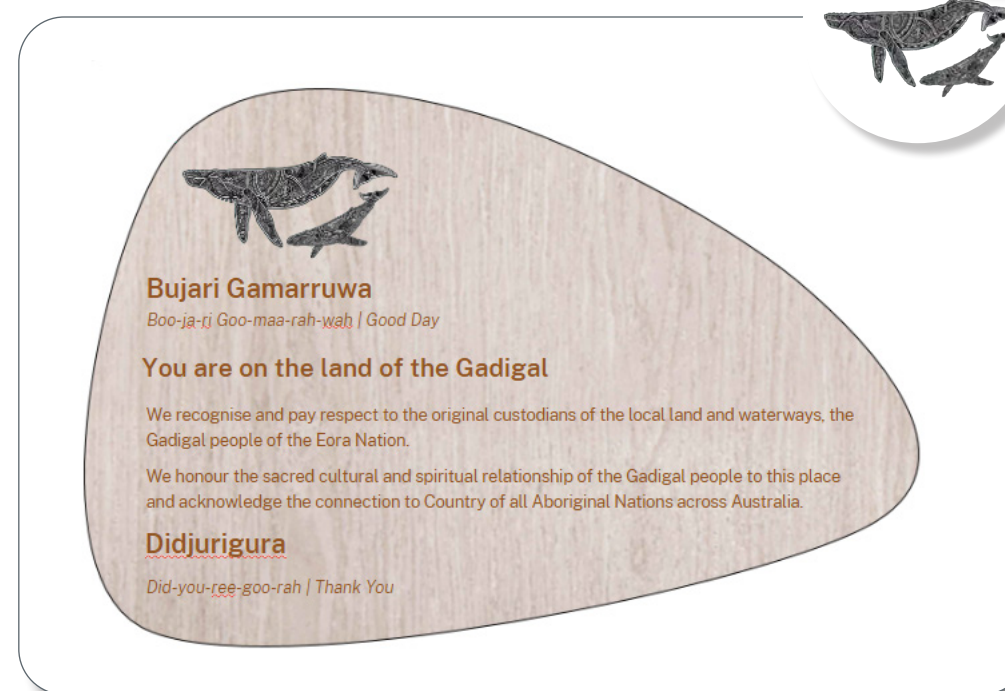 Bujari Gamarruwa
Boo-ja-ri Goo-maa-rah-wah | Good Day
You are on the land of the Gadigal
We recognise and pay respect to the original custodians of the local land and waterways, the
Gadigal people of the Eora Nation.
We honour the sacred cultural and spiritual relationship of the Gadigal people to this place
and acknowledge the connection to Country of all Aboriginal Nations across Australia.
Didjurigura
Did-you-ree-goo-rah | Thank You